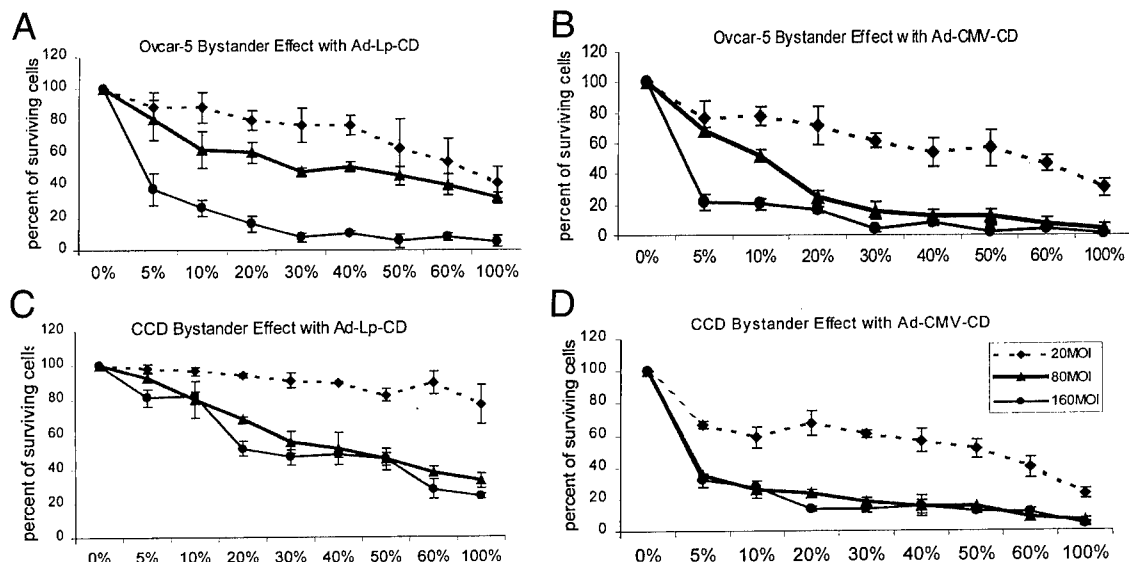 A
Ovcar-5 Bystander Effect with Ad-Lp-CD
percent of surviving cells
120
100
80
60
40
20
0
0% 5% 10% 20% 30% 40% 50% 60% 100%
B
Ovcar-5 Bystander Effect with Ad-CMV-CD
percent of surviving cells
120
100
80
60
40
20
0
0% 5% 10% 20% 30% 40% 50% 60% 100%
C
CCD Bystander Effect with Ad-Lp-CD
percent of surviving cells
120
100
80
60
40
20
0
0% 5% 10% 20% 30% 40% 50% 60% 100%
D
CCD Bystander Effect with Ad-CMV-CD
percent of surviving cells
120
100
80
60
40
20
0
0% 5% 10% 20% 30% 40% 50% 60% 100%
20MOI
80MOI
160MOI